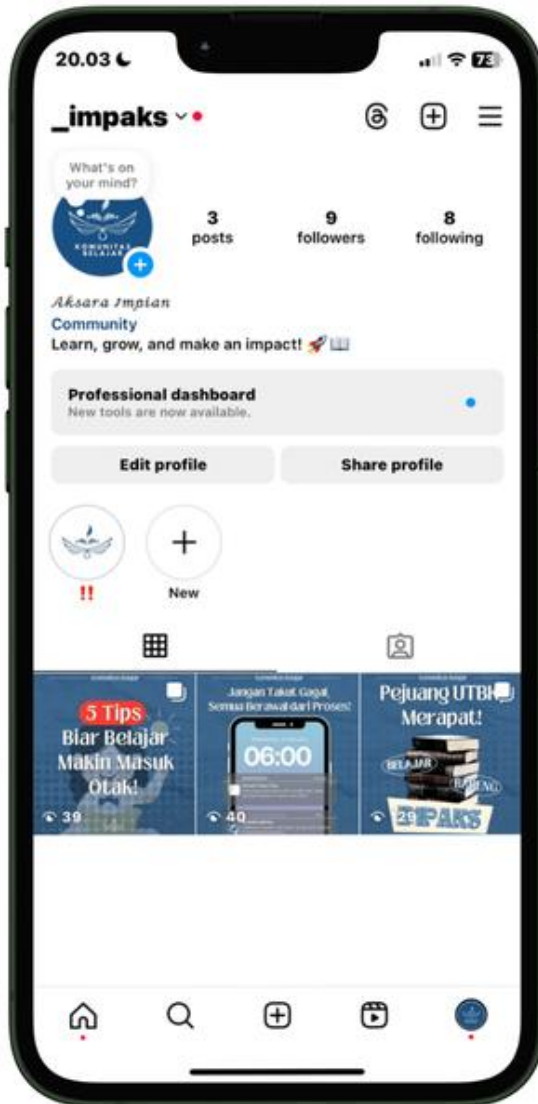 20.03
73
_impaks
What's on
your mind?
KOMUNITAS
BELAJAR
3
posts
9
followers
8
following
Aksara Impian
Community
Learn, grow, and make an impact! 🚀📖
Professional dashboard
New tools are now available.
Edit profile
Share profile
!!
New
5 Tips
Biar Belajar
Makin Masuk
Otak!
39
Jangan Takut Gagal,
Semua Berawal dari Proses!
06:00
40
Pejuang UTBK
Merapat!
BELAJAR
BARENG
IMPAKS
29